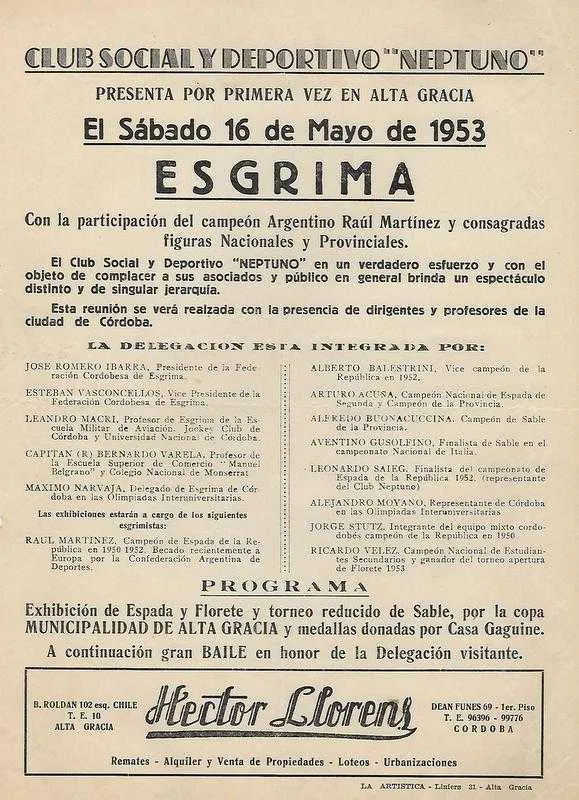 CLUB SOCIAL Y DEPORTIVO "NEPTUNO"
PRESENTA POR PRIMERA VEZ EN ALTA GRACIA
El Sábado 16 de Mayo de 1953
ESGRIMA
Con la participación del campeón Argentino Raúl Martínez y consagradas
figuras Nacionales y Provinciales.
El Club Social y Deportivo "NEPTUNO" en un verdadero esfuerzo y con el
objeto de complacer a sus asociados y público en general brinda un espectáculo
distinto y de singular jerarquía.
Esta reunión se verá realzada con la presencia de dirigentes y profesores de la
ciudad de Córdoba.
LA DELEGACION ESTA INTEGRADA POR:
JOSE ROMERO IBARRA, Presidente de la Fede-
ración Cordobesa de Esgrima.
ESTEBAN VASCONCELLOS, Vice Presidente de la
Federación Cordobesa de Esgrima.
LEANDRO MACRI, Profesor de Esgrima de la Es-
cuela Militar de Aviación. Jockey Club de
Córdoba y Universidad Nacional de Córdoba.
CAPITAN (R) BERNARDO VARELA, Profesor de
la Escuela Superior de Comercio "Manuel
Belgrano" y Colegio Nacional de Monserrat
MAXIMO NARVAJA, Delegado de Esgrima de Cór-
doba en las Olimpiadas Interuniversitarias.
Las exhibiciones estarán a cargo de los siguientes
esgrimistas:
RAUL MARTINEZ, Campeón de Espada de la Re-
pública en 1950 1952. Becado recientemente a
Europa por la Confederación Argentina de
Deportes.
ALBERTO BALESTRINI, Vice campeón de la
República en 1952.
ARTURO ACUÑA, Campeón Nacional de Espada de
Segunda y Campeón de la Provincia.
ALFREDO BUONACUCCINA. Campeón de Sable
de la Provincia.
AVENTINO GUSOLFINO, Finalista de Sable en el
campeonato Nacional de Italia.
LEONARDO SAIEG, Finalista del campeonato de
Espada de la República 1952. (representante
del Club Neptuno)
ALEJANDRO MOYANO, Representante de Córdoba
en las Olimpiadas Interuniversitarias
JORGE STUTZ, Integrante del equipo mixto cordo-
dobés campeón de la República en 1950
RICARDO VELEZ, Campeón Nacional de Estudian-
tes Secundarios y ganador del torneo apertura
de Florete 1953
PROGRAMA
Exhibición de Espada y Florete y torneo reducido de Sable, por la copa
MUNICIPALIDAD DE ALTA GRACIA y medallas donadas por Casa Gaguine.
A continuación gran BAILE en honor de la Delegación visitante.
B. ROLDAN 102 esq. CHILE
T. E. 10
ALTA GRACIA
Hector Llorens
DEAN FUNES 69 - 1er. Piso
T. E. 96396 - 99776
CORDOBA
Remates - Alquiler y Venta de Propiedades - Loteos - Urbanizaciones
LA ARTISTICA - Liniers 31 - Alta Gracia